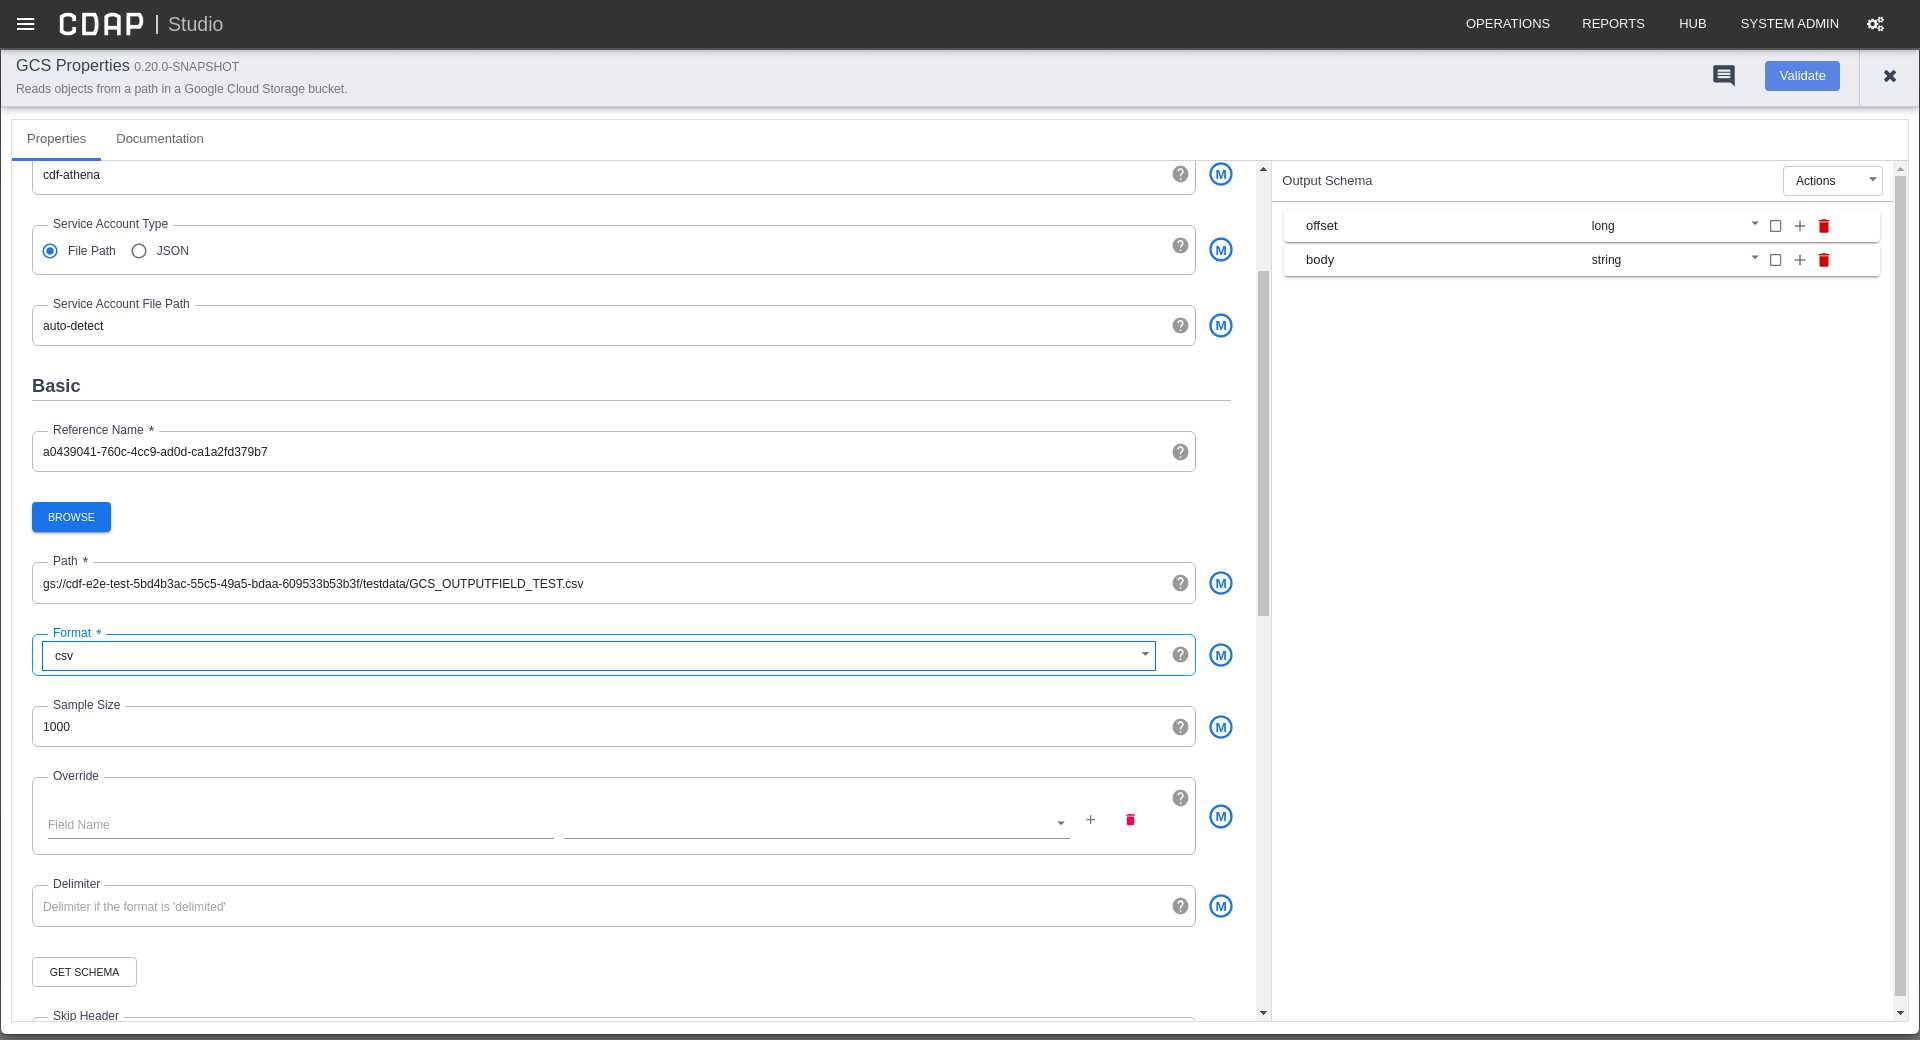 CDAP | Studio
OPERATIONS REPORTS HUB SYSTEM ADMIN
GCS Properties 0.20.0-SNAPSHOT
Reads objects from a path in a Google Cloud Storage bucket.
Validate
Properties Documentation
cdf-athena
M
Service Account Type
File Path JSON
M
Service Account File Path
auto-detect
M
Basic
Reference Name *
a0439041-760c-4cc9-ad0d-ca1a2fd379b7
BROWSE
Path *
gs://cdf-e2e-test-5bd4b3ac-55c5-49a5-bdaa-609533b53b3f/testdata/GCS_OUTPUTFIELD_TEST.csv
M
Format *
csv
M
Sample Size
1000
M
Override
Field Name
M
Delimiter
Delimiter if the format is 'delimited'
M
GET SCHEMA
Skip Header
Output Schema
Actions
offset long
body string